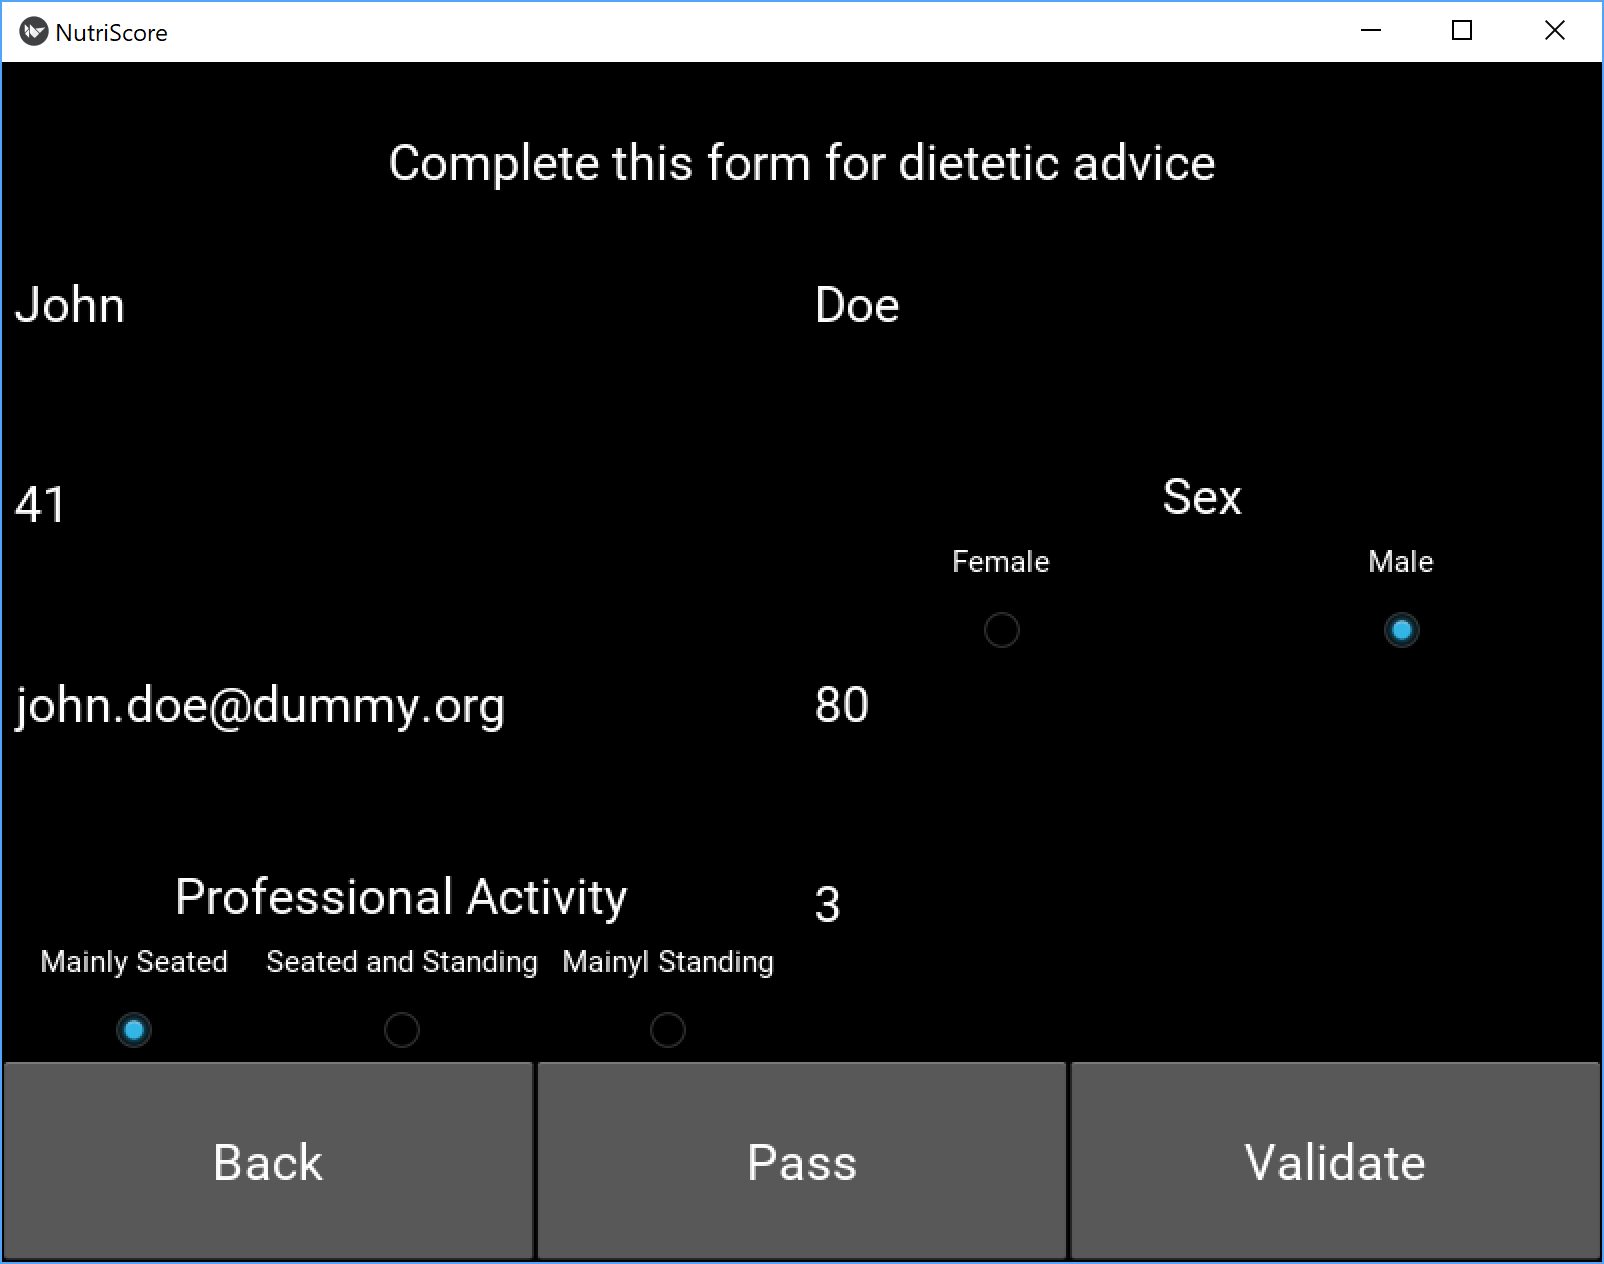 NutriScore
Complete this form for dietetic advice
John Doe
41 Sex
Female Male
john.doe@dummy.org 80
Professional Activity 3
Mainly Seated Seated and Standing Mainyl Standing
Back Pass Validate